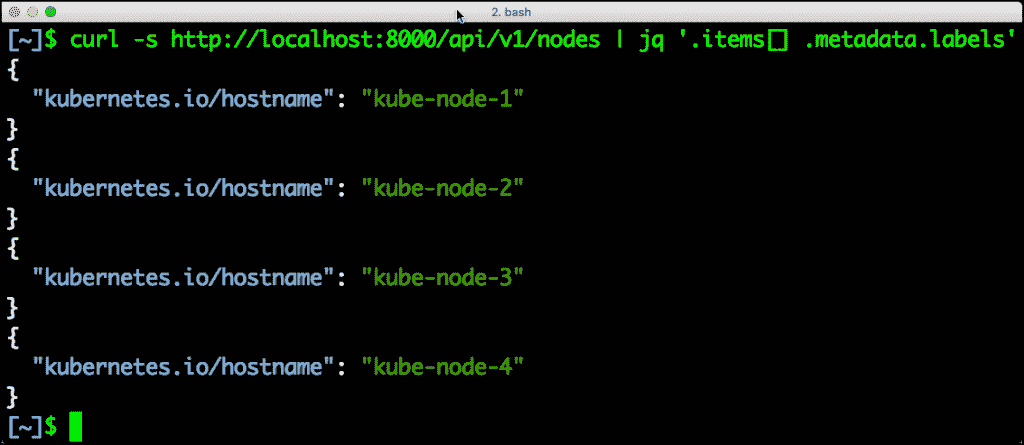 2. bash
[~]$ curl -s http://localhost:8000/api/v1/nodes | jq '.items[] .metadata.labels'
{
  "kubernetes.io/hostname": "kube-node-1"
}
{
  "kubernetes.io/hostname": "kube-node-2"
}
{
  "kubernetes.io/hostname": "kube-node-3"
}
{
  "kubernetes.io/hostname": "kube-node-4"
}
[~]$